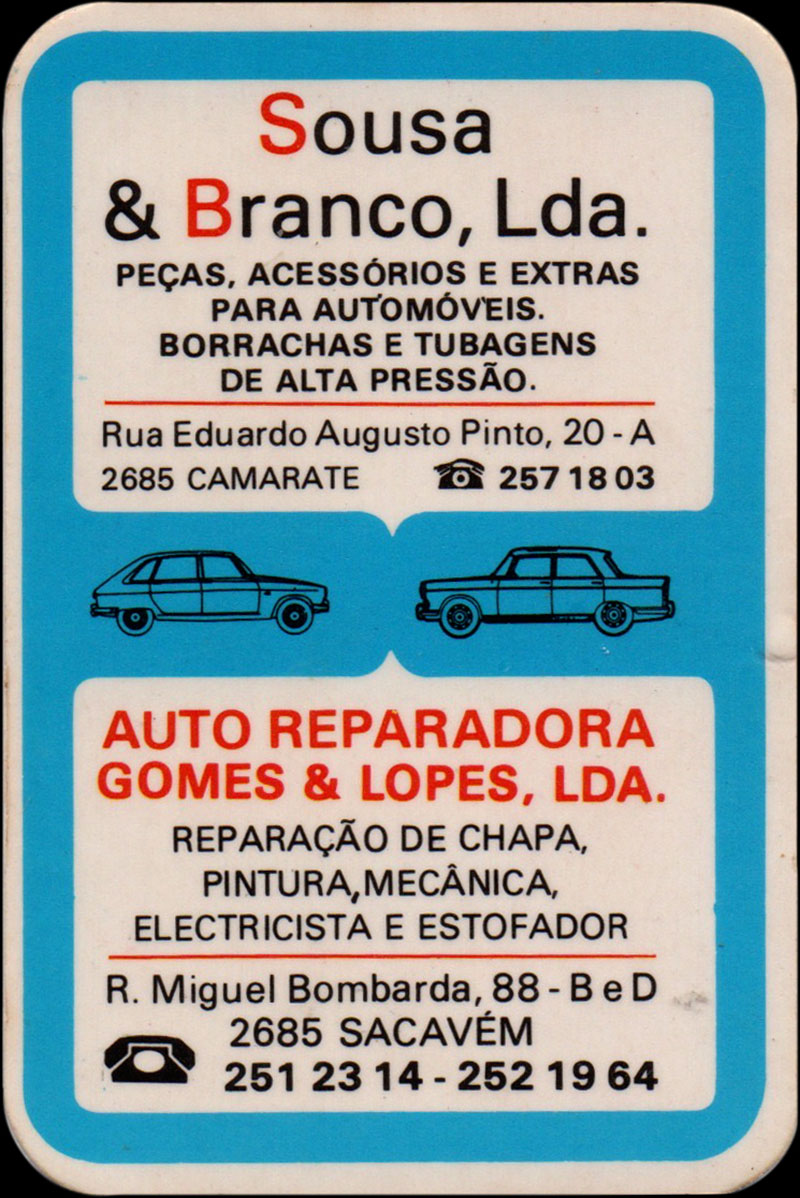 Sousa
& Branco, Lda.
PEÇAS, ACESSÓRIOS E EXTRAS
PARA AUTOMÓVEIS.
BORRACHAS E TUBAGENS
DE ALTA PRESSÃO.
Rua Eduardo Augusto Pinto, 20 - A
2685 CAMARATE ☎ 257 18 03
AUTO REPARADORA
GOMES & LOPES, LDA.
REPARAÇÃO DE CHAPA,
PINTURA, MECÂNICA,
ELECTRICISTA E ESTOFADOR
R. Miguel Bombarda, 88 - B e D
2685 SACAVÉM
251 23 14 - 252 19 64